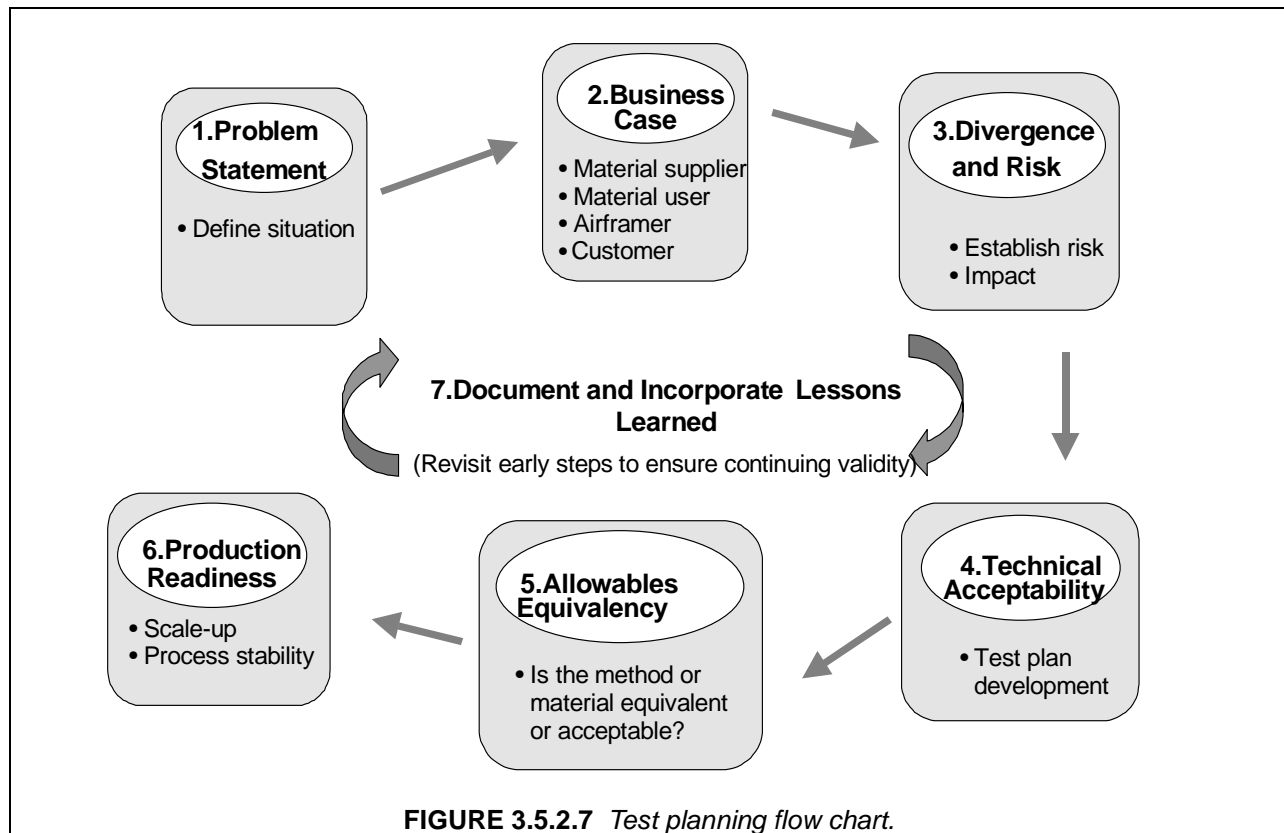 1.Problem
Statement
• Define situation
2.Business
Case
• Material supplier
• Material user
• Airframer
• Customer
3.Divergence
and Risk
• Establish risk
• Impact
4.Technical
Acceptability
• Test plan
development
5.Allowables
Equivalency
• Is the method or
material equivalent
or acceptable?
6.Production
Readiness
• Scale-up
• Process stability
7.Document and Incorporate Lessons
Learned
(Revisit early steps to ensure continuing validity)
FIGURE 3.5.2.7 Test planning flow chart.